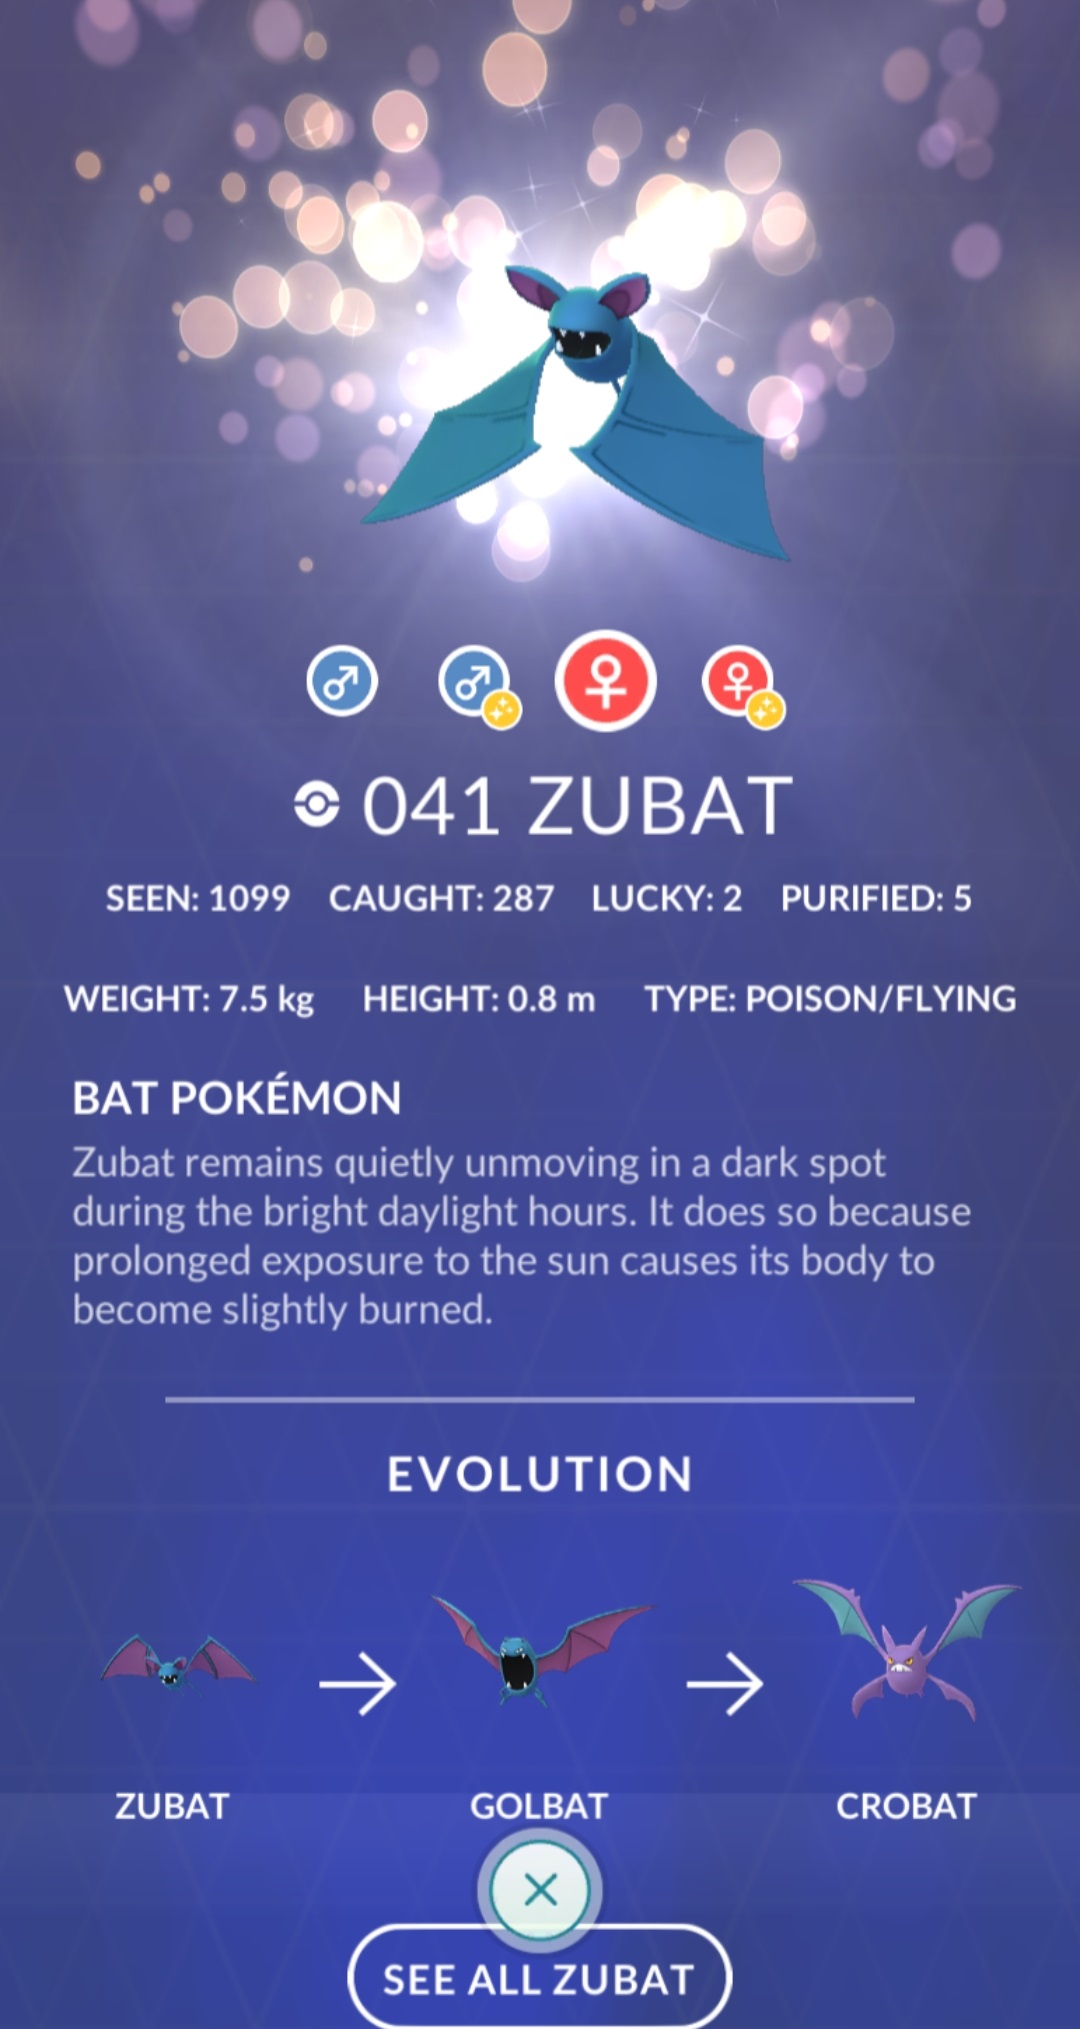 041 ZUBAT
SEEN: 1099 CAUGHT: 287 LUCKY: 2 PURIFIED: 5
WEIGHT: 7.5 kg HEIGHT: 0.8 m TYPE: POISON/FLYING
BAT POKÉMON
Zubat remains quietly unmoving in a dark spot
during the bright daylight hours. It does so because
prolonged exposure to the sun causes its body to
become slightly burned.
EVOLUTION
ZUBAT GOLBAT CROBAT
SEE ALL ZUBAT